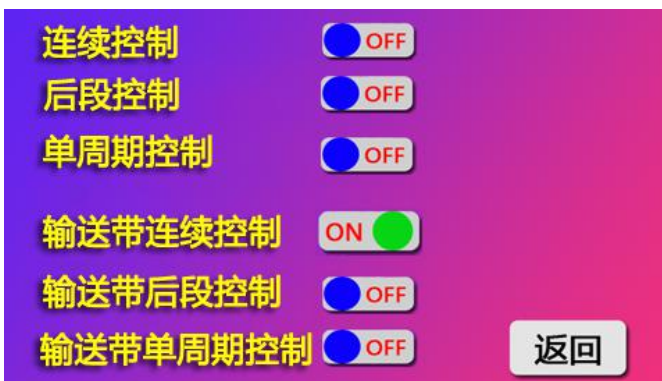 连续控制 OFF
后段控制 OFF
单周期控制 OFF
输送带连续控制 ON
输送带后段控制 OFF
输送带单周期控制 OFF
返回